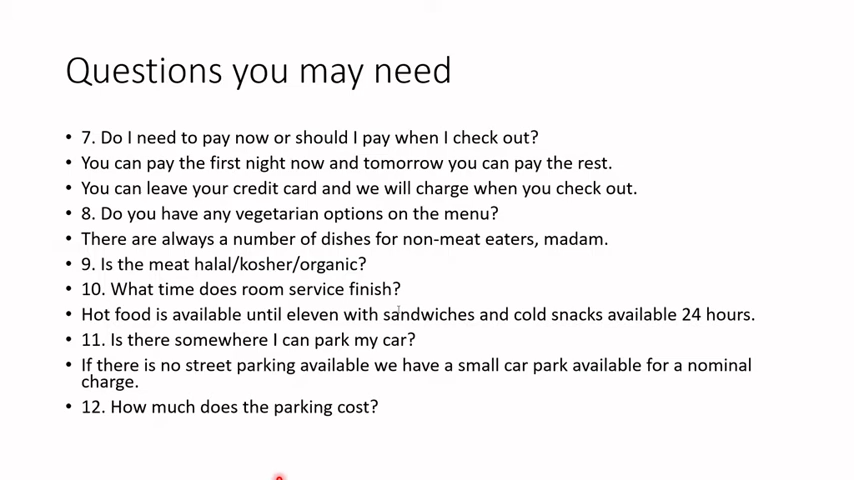 Questions you may need
• 7. Do I need to pay now or should I pay when I check out?
• You can pay the first night now and tomorrow you can pay the rest.
• You can leave your credit card and we will charge when you check out.
• 8. Do you have any vegetarian options on the menu?
• There are always a number of dishes for non-meat eaters, madam.
• 9. Is the meat halal/kosher/organic?
• 10. What time does room service finish?
• Hot food is available until eleven with sandwiches and cold snacks available 24 hours.
• 11. Is there somewhere I can park my car?
• If there is no street parking available we have a small car park available for a nominal
charge.
• 12. How much does the parking cost?